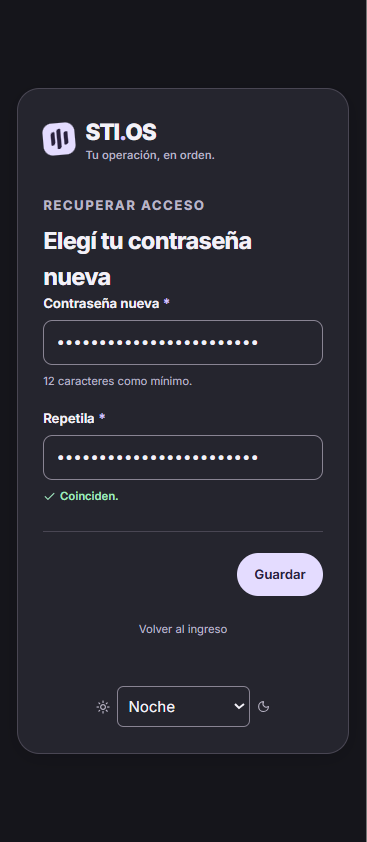 STI.OS
Tu operación, en orden.
RECUPERAR ACCESO
Elegí tu contraseña
nueva
Contraseña nueva *
••••••••••••••••••••••••
12 caracteres como mínimo.
Repetila *
••••••••••••••••••••••••
✓ Coinciden.
Guardar
Volver al ingreso
Noche